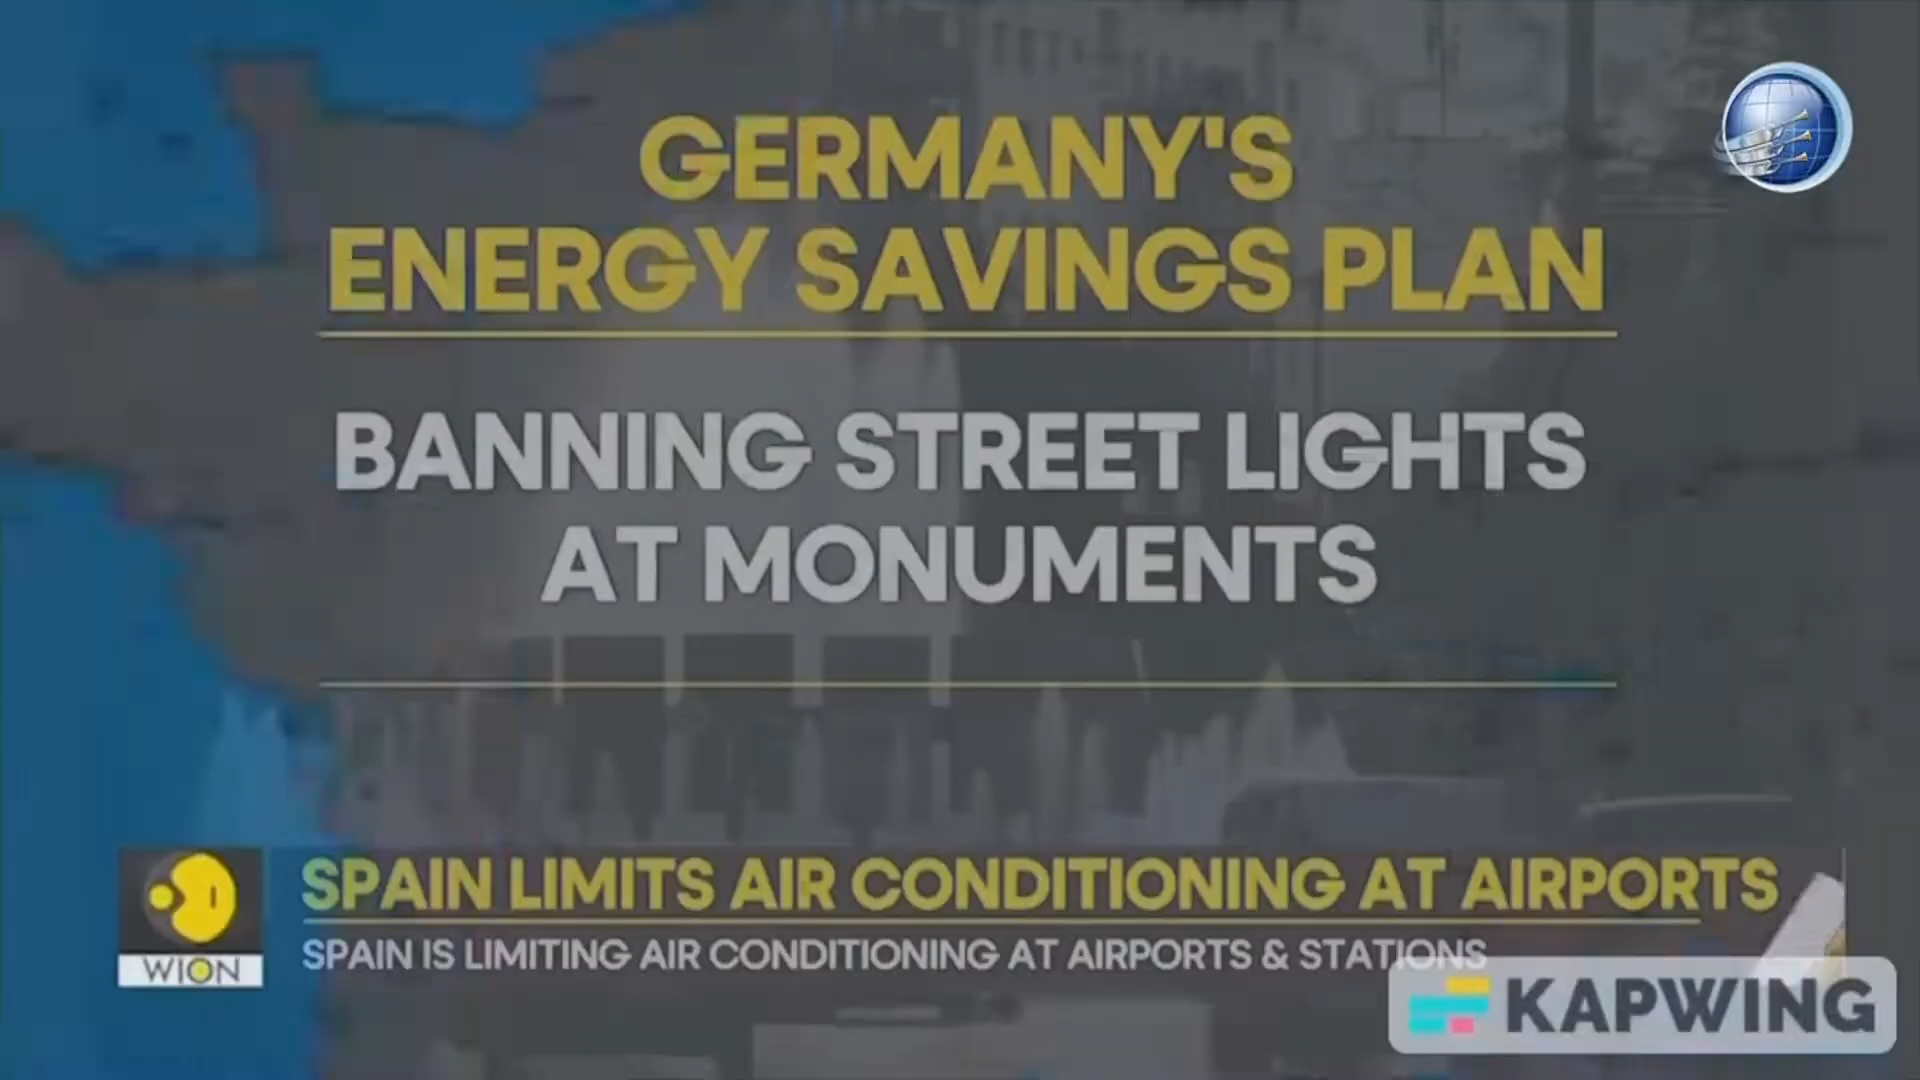 GERMANY'S
ENERGY SAVINGS PLAN
BANNING STREET LIGHTS
AT MONUMENTS
SPAIN LIMITS AIR CONDITIONING AT AIRPORTS
SPAIN IS LIMITING AIR CONDITIONING AT AIRPORTS & STATIONS
WION
KAPWING